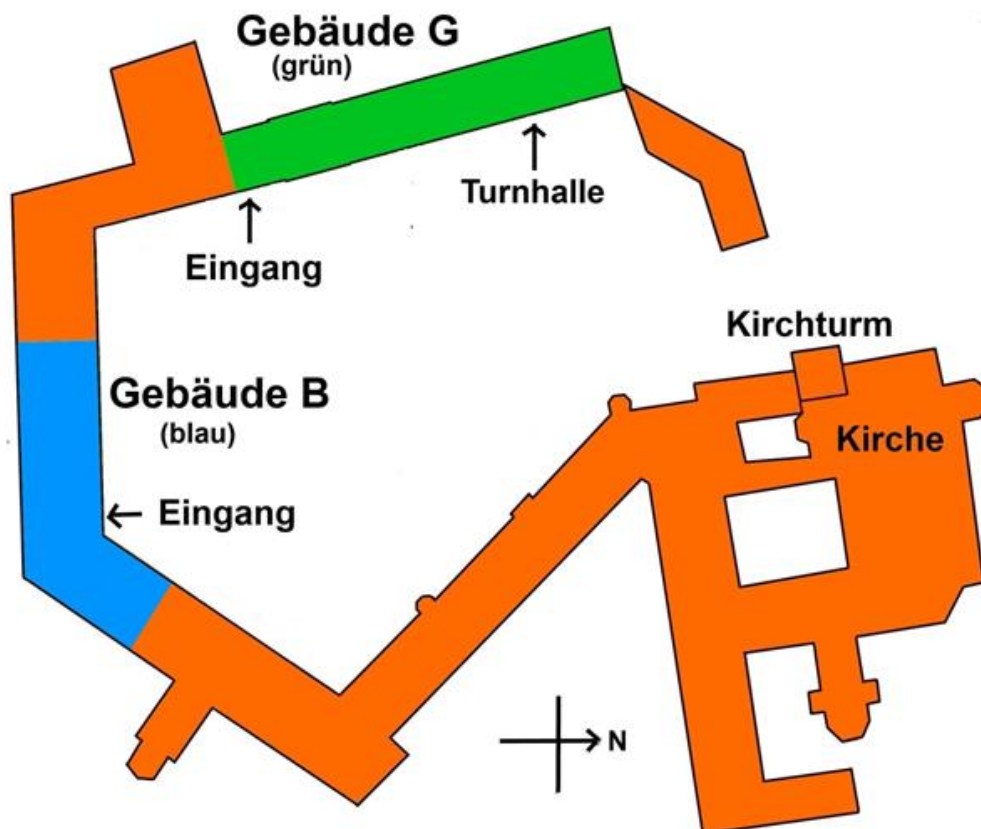 Gebäude G
(grün)
Turnhalle
Eingang
Kirchturm
Gebäude B
(blau)
Kirche
Eingang
N